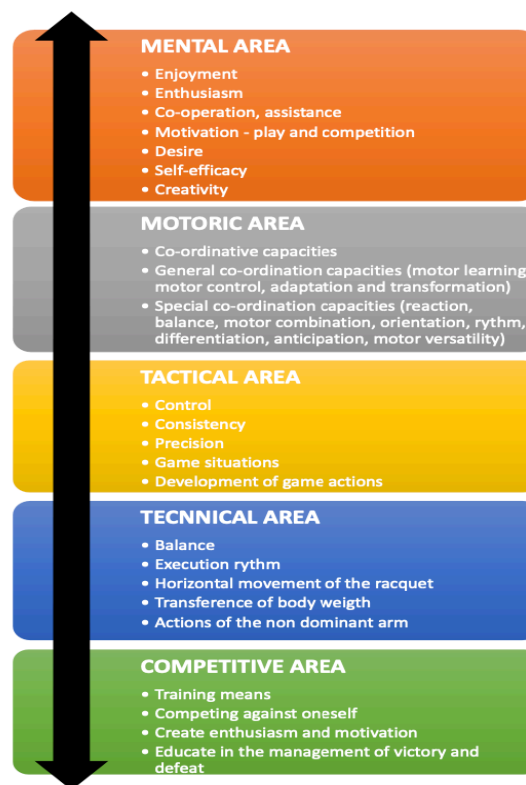 MENTAL AREA
• Enjoyment
• Enthusiasm
• Co-operation, assistance
• Motivation - play and competition
• Desire
• Self-efficacy
• Creativity
MOTORIC AREA
• Co-ordinative capacities
• General co-ordination capacities (motor learning,
motor control, adaptation and transformation)
• Special co-ordination capacities (reaction,
balance, motor combination, orientation, rythm,
differentiation, anticipation, motor versatility)
TACTICAL AREA
• Control
• Consistency
• Precision
• Game situations
• Development of game actions
TECNNICAL AREA
• Balance
• Execution rythm
• Horizontal movement of the racquet
• Transference of body weigth
• Actions of the non dominant arm
COMPETITIVE AREA
• Training means
• Competing against oneself
• Create enthusiasm and motivation
• Educate in the management of victory and
defeat